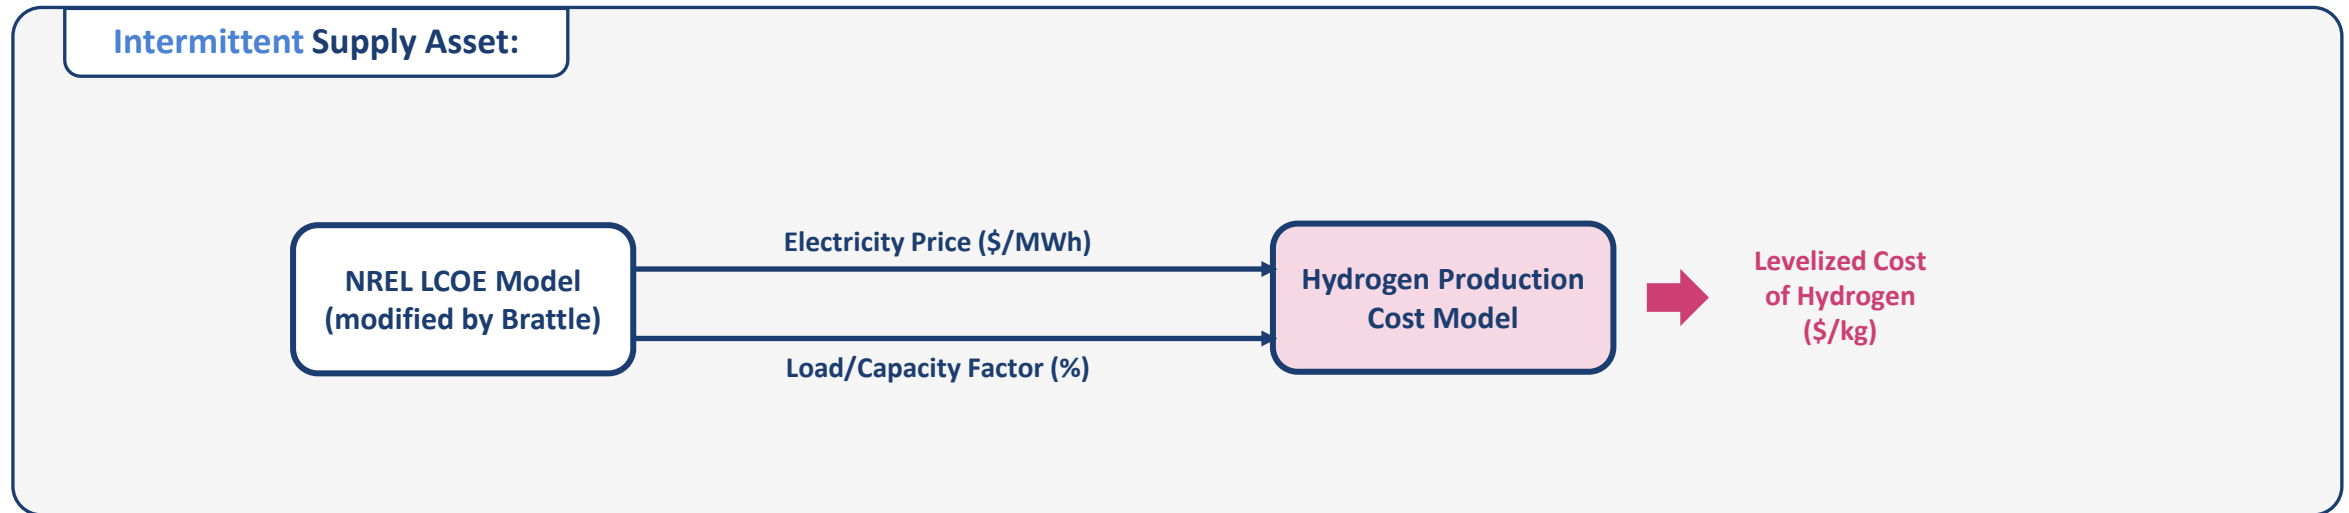 Intermittent Supply Asset:
Electricity Price ($/MWh)
NREL LCOE Model
(modified by Brattle)
Load/Capacity Factor (%)
Hydrogen Production
Cost Model
Levelized Cost
of Hydrogen
($/kg)